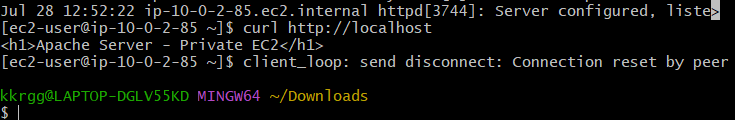 Jul 28 12:52:22 ip-10-0-2-85.ec2.internal httpd[3744]: Server configured, liste>
[ec2-user@ip-10-0-2-85 ~]$ curl http://localhost
<h1>Apache Server - Private EC2</h1>
[ec2-user@ip-10-0-2-85 ~]$ client_loop: send disconnect: Connection reset by peer
kkrgg@LAPTOP-DGLV55KD MINGW64 ~/Downloads
$